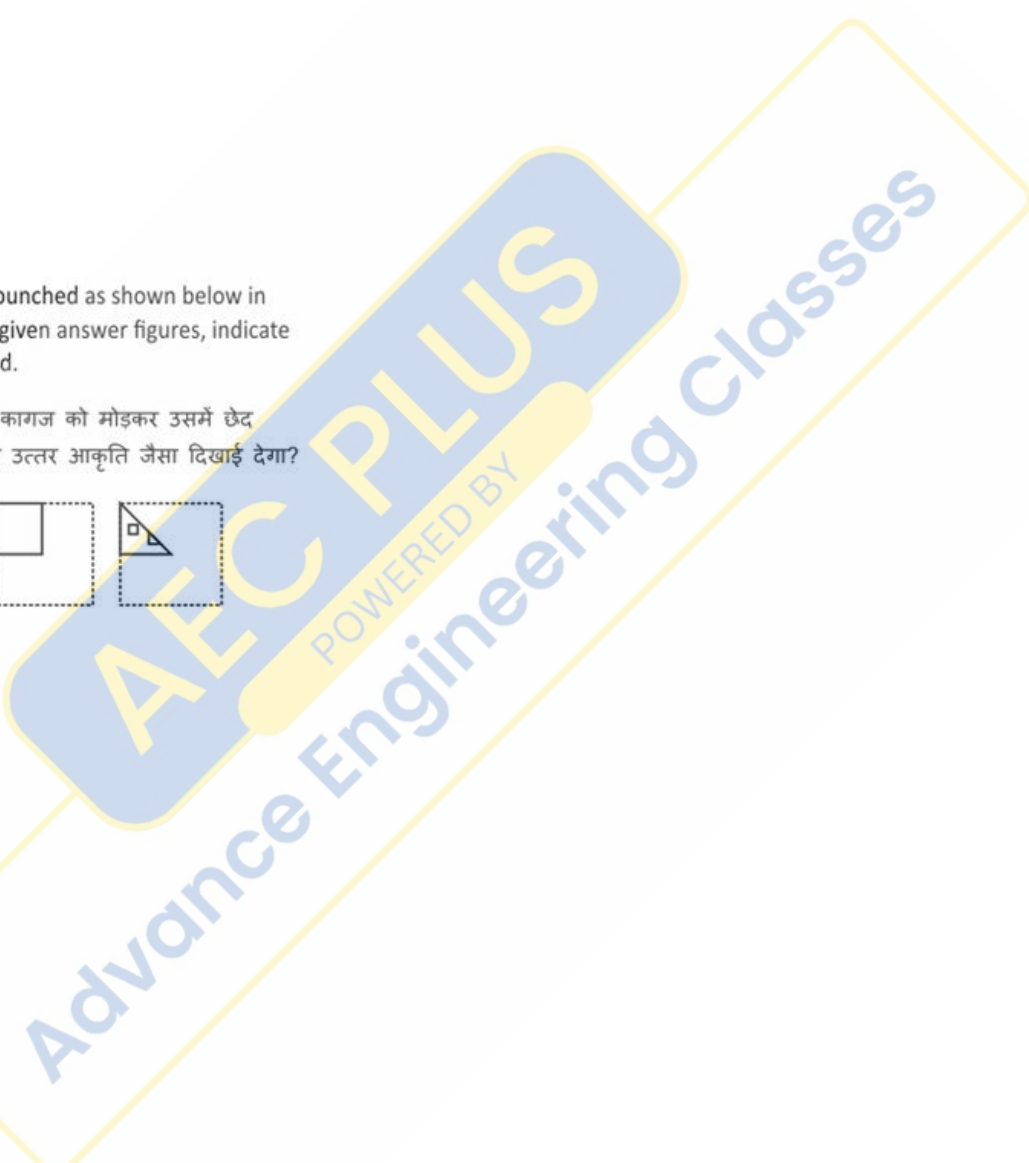 punched as shown below in
given answer figures, indicate
d.
कागज को मोड़कर उसमें छेद
उत्तर आकृति जैसा दिखाई देगा?
AEC PLUS
POWERED BY
Advance Engineering Classes